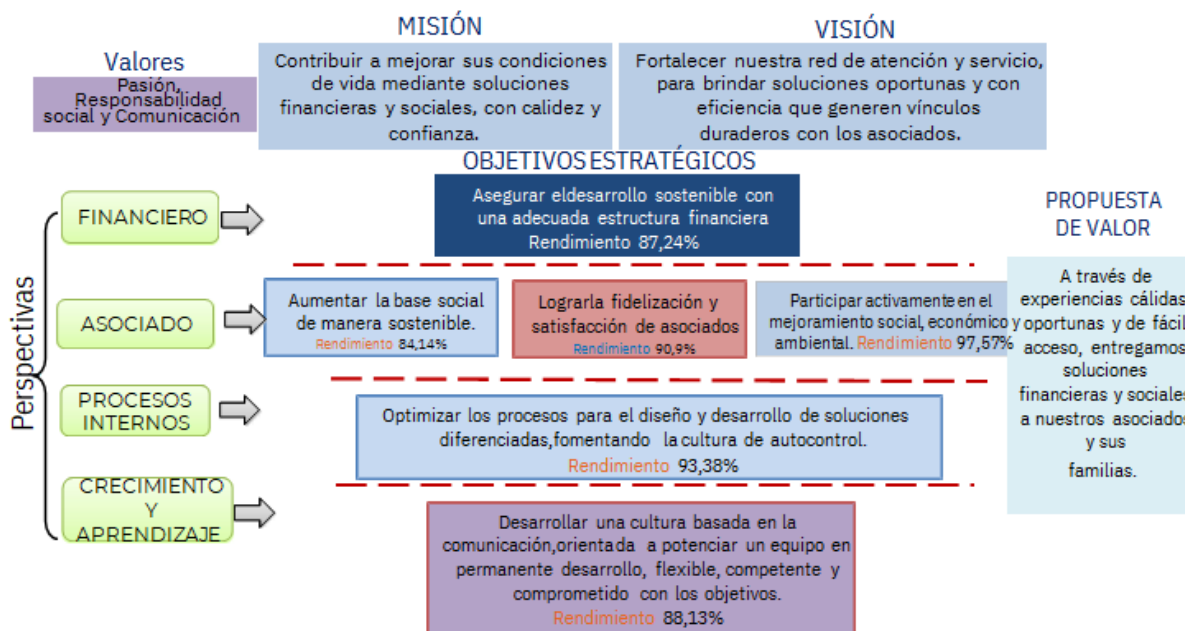 MISIÓN
VISIÓN
Valores
Pasión,
Responsabilidad
social y Comunicación
Contribuir a mejorar sus condiciones
de vida mediante soluciones
financieras y sociales, con calidez y
confianza.
Fortalecer nuestra red de atención y servicio,
para brindar soluciones oportunas y con
eficiencia que generen vínculos
duraderos con los asociados.
OBJETIVOS ESTRATÉGICOS
Perspectivas
FINANCIERO
Asegurar eldesarrollo sostenible con
una adecuada estructura financiera
Rendimiento 87,24%
ASOCIADO
Aumentar la base social
de manera sostenible.
Rendimiento 84,14%
Lograrla fidelización y
satisfacción de asociados
Rendimiento 90,9%
Participar activamente en el
mejoramiento social, económico y
ambiental. Rendimiento 97,57%
PROCESOS
INTERNOS
Optimizar los procesos para el diseño y desarrollo de soluciones
diferenciadas,fomentando la cultura de autocontrol.
Rendimiento 93,38%
CRECIMIENTO
Y
APRENDIZAJE
Desarrollar una cultura basada en la
comunicación,orientada a potenciar un equipo en
permanente desarrollo, flexible, competente y
comprometido con los objetivos.
Rendimiento 88,13%
PROPUESTA
DE VALOR
A través de
experiencias cálidas,
oportunas y de fácil
acceso, entregamos
soluciones
financieras y sociales
a nuestros asociados
y sus
familias.